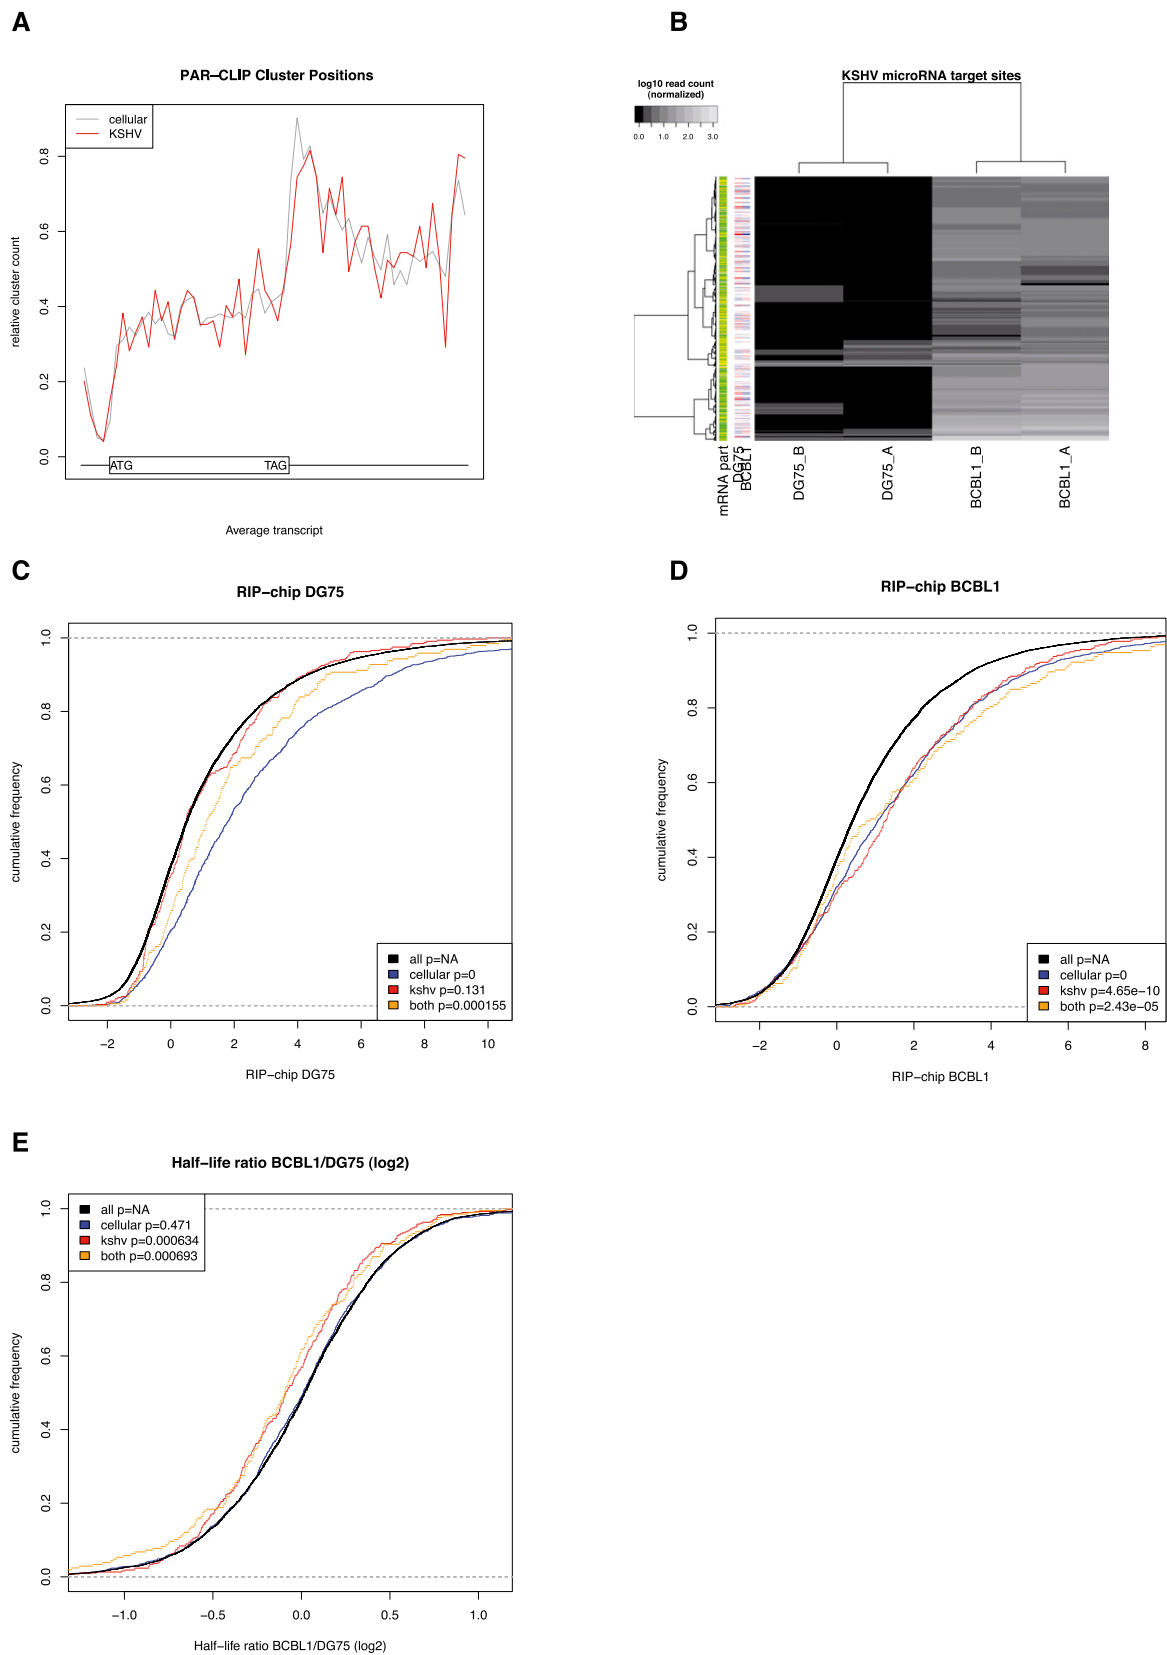 A
PAR−CLIP Cluster Positions
cellular
KSHV
relative cluster count
0.0
0.2
0.4
0.6
0.8
ATG
TAG
Average transcript
B
KSHV microRNA target sites
log10 read count
(normalized)
0.0 1.0 2.0 3.0
mRNA part
DG75
BCBL1
DG75_B
DG75_A
BCBL1_B
BCBL1_A
C
RIP−chip DG75
cumulative frequency
0.0
0.2
0.4
0.6
0.8
1.0
all p=NA
cellular p=0
kshv p=0.131
both p=0.000155
−2 0 2 4 6 8 10
RIP−chip DG75
D
RIP−chip BCBL1
cumulative frequency
0.0
0.2
0.4
0.6
0.8
1.0
all p=NA
cellular p=0
kshv p=4.65e−10
both p=2.43e−05
−2 0 2 4 6 8
RIP−chip BCBL1
E
Half−life ratio BCBL1/DG75 (log2)
all p=NA
cellular p=0.471
kshv p=0.000634
both p=0.000693
cumulative frequency
0.0
0.2
0.4
0.6
0.8
1.0
−1.0 −0.5 0.0 0.5 1.0
Half−life ratio BCBL1/DG75 (log2)